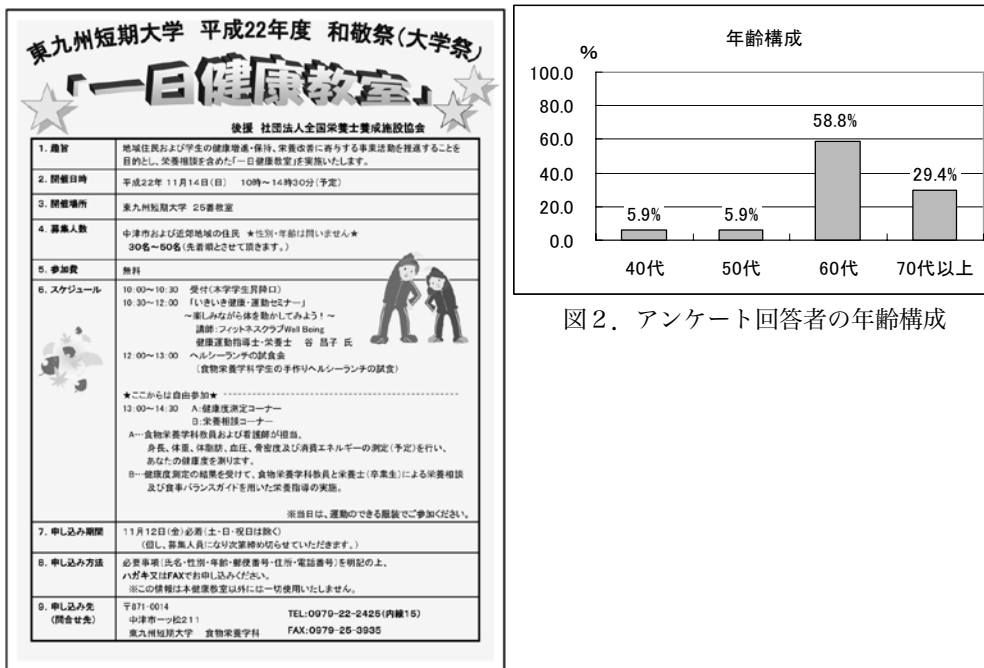 東九州短期大学 平成22年度 和敬祭(大学祭)
「一日健康教室」
後援 社団法人全国栄養士養成施設協会
1. 趣旨
地域住民および学生の健康増進・保持、栄養改善に寄与する事業活動を推進することを
目的とし、栄養相談を含めた「一日健康教室」を実施いたします。
2. 開催日時
平成22年 11月14日(日) 10時～14時30分(予定)
3. 開催場所
東九州短期大学 25番教室
4. 募集人数
中津市および近郊地域の住民 ★性別・年齢は問いません★
30名～50名(先着順とさせて頂きます。)
5. 参加費
無料
6. スケジュール
10:00～10:30 受付(本学学生昇降口)
10:30～12:00 「いきいき健康・運動セミナー」
～楽しみながら体を動かしてみよう!～
講師:フィットネスクラブWell Being
健康運動指導士・栄養士 谷 昌子 氏
12:00～13:00 ヘルシーランチの試食会
(食物栄養学科学生の手作りヘルシーランチの試食)
★ここからは自由参加★
13:00～14:30 A:健康度測定コーナー
B:栄養相談コーナー
A…食物栄養学科教員および看護師が担当。
身長、体重、体脂肪、血圧、骨密度及び消費エネルギーの測定(予定)を行い、
あなたの健康度を測ります。
B…健康度測定の結果を受けて、食物栄養学科教員と栄養士(卒業生)による栄養相談
及び食事バランスガイドを用いた栄養指導の実施。
※当日は、運動のできる服装でご参加ください。
7. 申し込み期間
11月12日(金)必着(土・日・祝日は除く)
(但し、募集人員になり次第締め切らせていただきます。)
8. 申し込み方法
必要事項(氏名・性別・年齢・郵便番号・住所・電話番号)を明記の上、
ハガキ又はFAXでお申し込みください。
※この情報は本健康教室以外には一切使用いたしません。
9. 申し込み先
(問合せ先)
〒871-0014
中津市一ッ松211
東九州短期大学 食物栄養学科
TEL:0979-22-2425(内線15)
FAX:0979-25-3935
年齢構成
%
100.0
80.0
60.0
40.0
20.0
0.0
5.9%
5.9%
58.8%
29.4%
40代
50代
60代
70代以上
図２．アンケート回答者の年齢構成